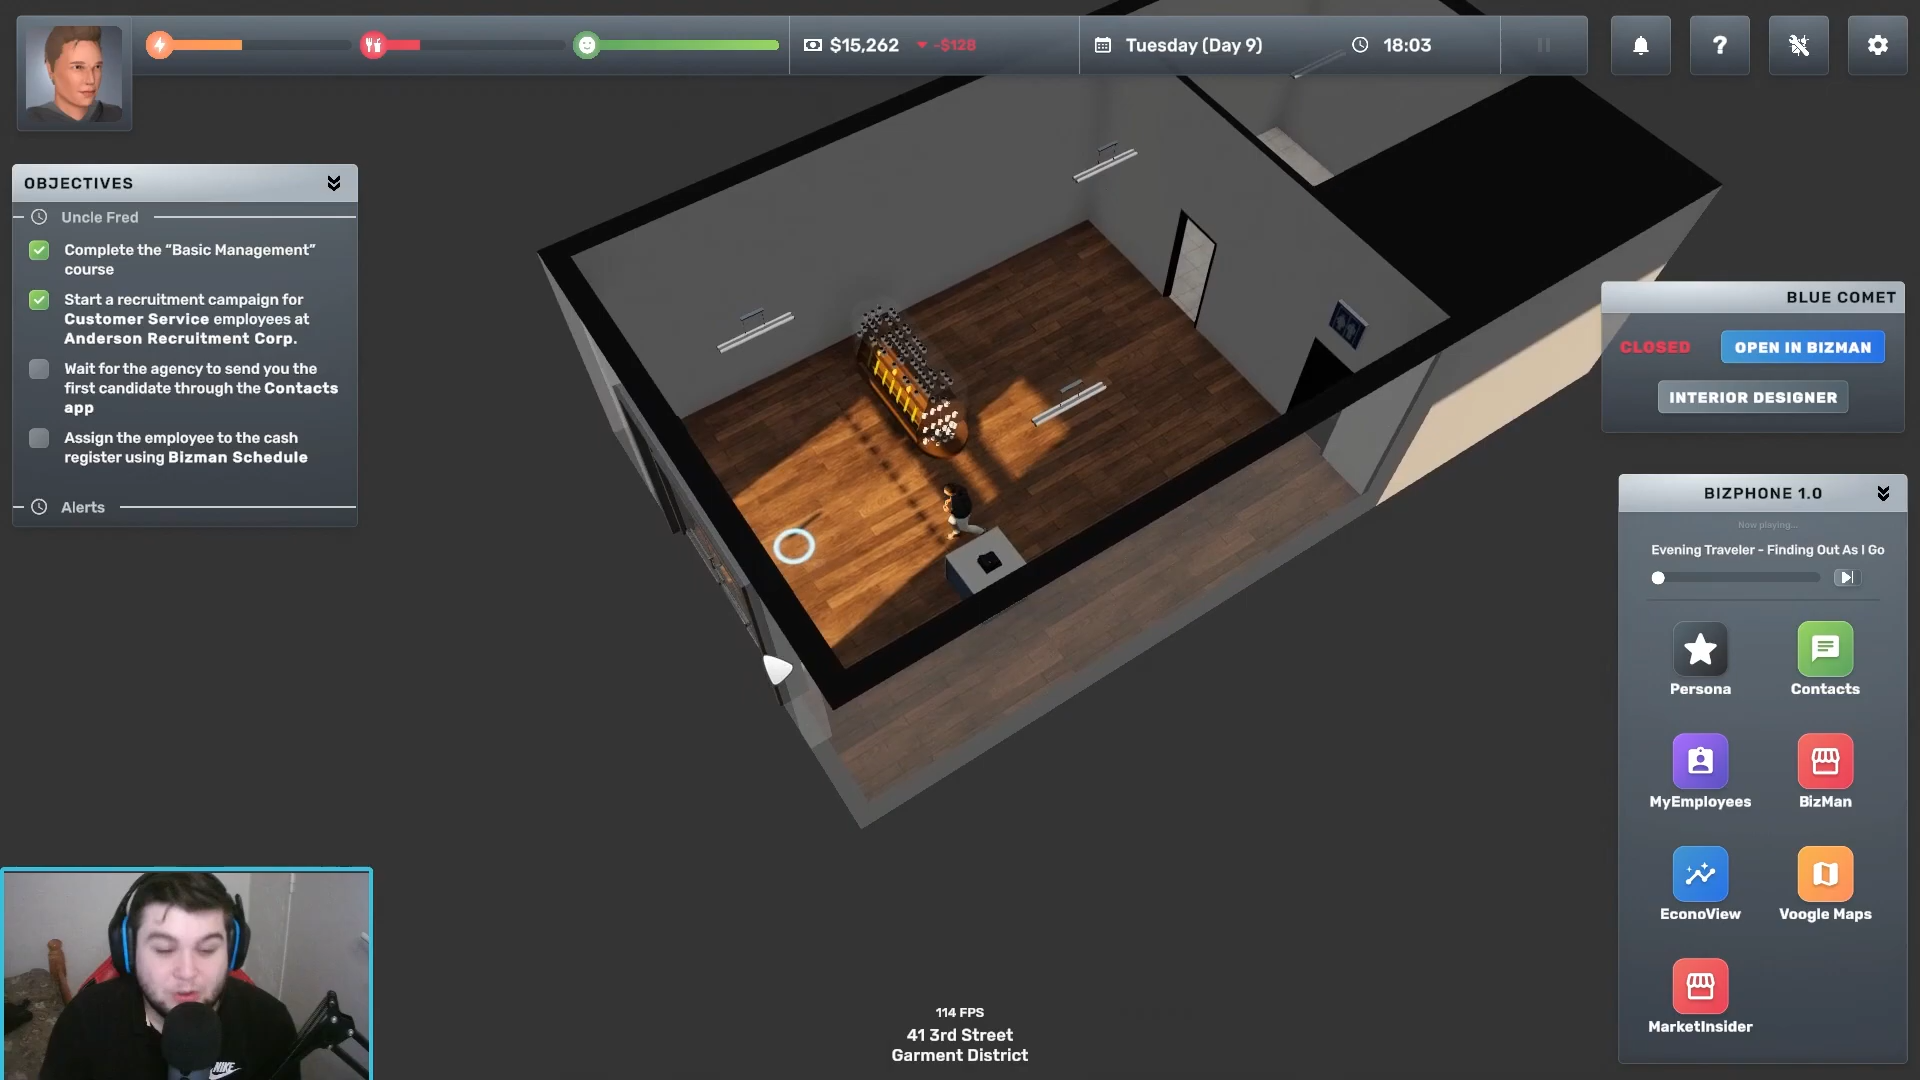 $15,262
-$128
Tuesday (Day 9)
18:03
?
OBJECTIVES
Uncle Fred
Complete the "Basic Management"
course
Start a recruitment campaign for
Customer Service employees at
Anderson Recruitment Corp.
Wait for the agency to send you the
first candidate through the Contacts
app
Assign the employee to the cash
register using Bizman Schedule
Alerts
BLUE COMET
CLOSED
OPEN IN BIZMAN
INTERIOR DESIGNER
BIZPHONE 1.0
Now playing...
Evening Traveler - Finding Out As I Go
Persona
Contacts
MyEmployees
BizMan
EconoView
Voogle Maps
MarketInsider
114 FPS
41 3rd Street
Garment District
NIKE